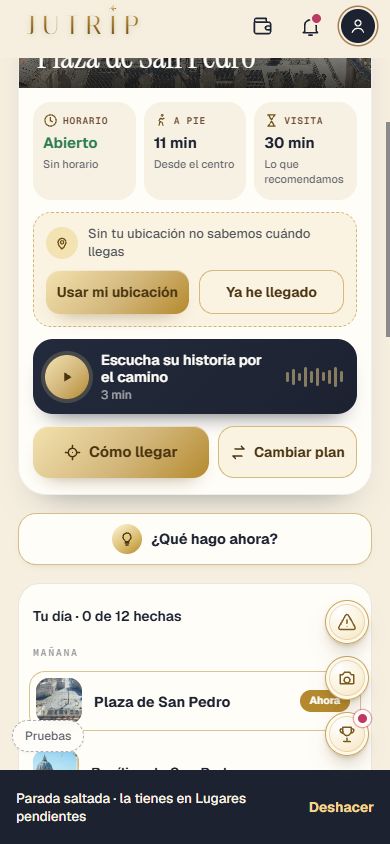 JUTRIP
Plaza de San Pedro
HORARIO
Abierto
Sin horario
A PIE
11 min
Desde el centro
VISITA
30 min
Lo que
recomendamos
Sin tu ubicación no sabemos cuándo
llegas
Usar mi ubicación
Ya he llegado
Escucha su historia por
el camino
3 min
Cómo llegar
Cambiar plan
¿Qué hago ahora?
Tu día · 0 de 12 hechas
MAÑANA
Plaza de San Pedro
Ahora
Pruebas
Parada saltada · la tienes en Lugares
pendientes
Deshacer